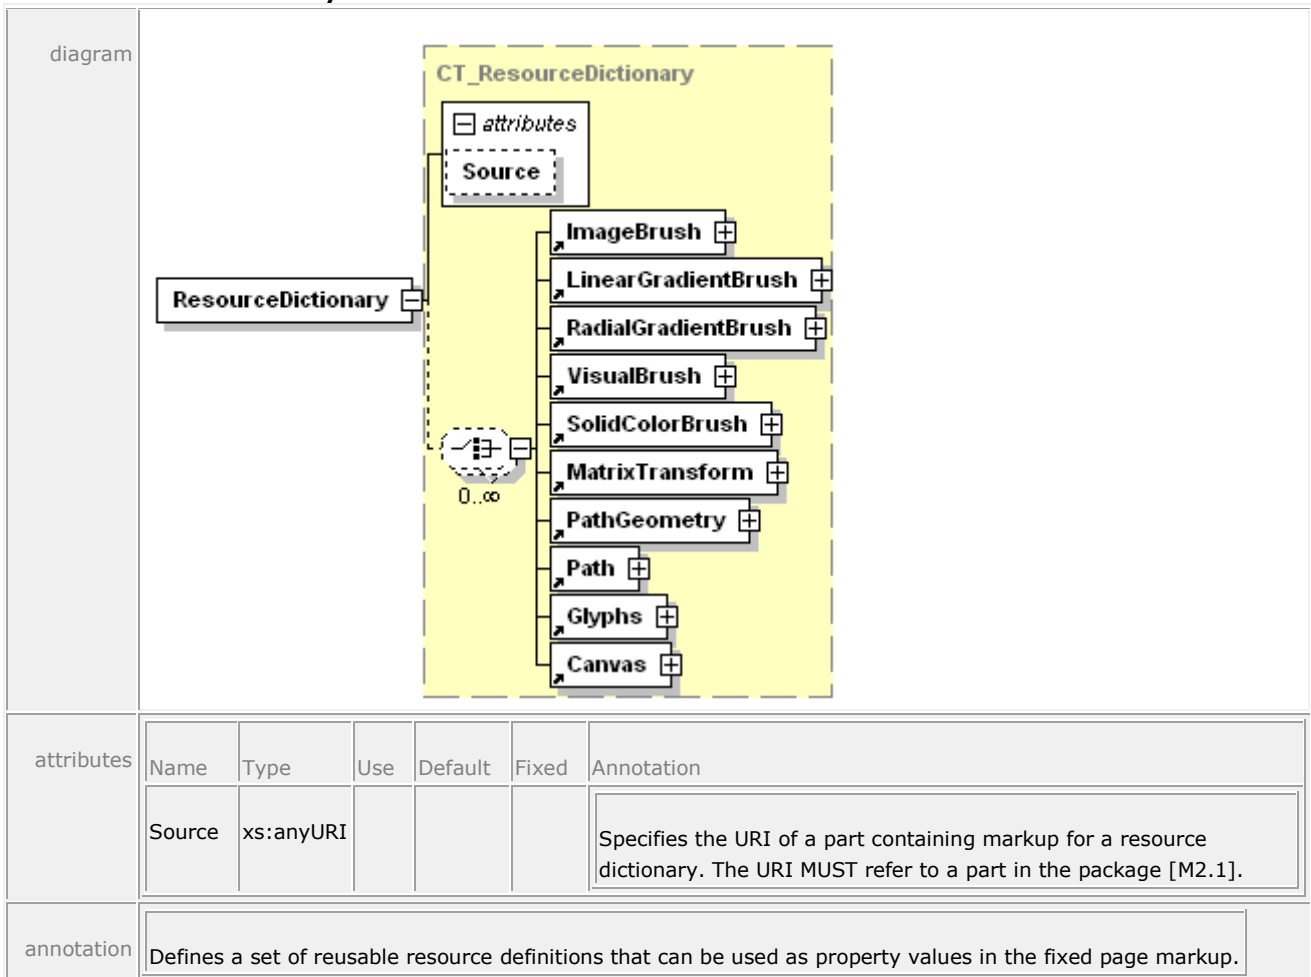 diagram
CT_ResourceDictionary
attributes
Source
ImageBrush
LinearGradientBrush
ResourceDictionary
RadialGradientBrush
VisualBrush
SolidColorBrush
MatrixTransform
0..∞
PathGeometry
Path
Glyphs
Canvas
attributes
Name Type Use Default Fixed Annotation
Source xs:anyURI
Specifies the URI of a part containing markup for a resource
dictionary. The URI MUST refer to a part in the package [M2.1].
annotation
Defines a set of reusable resource definitions that can be used as property values in the fixed page markup.